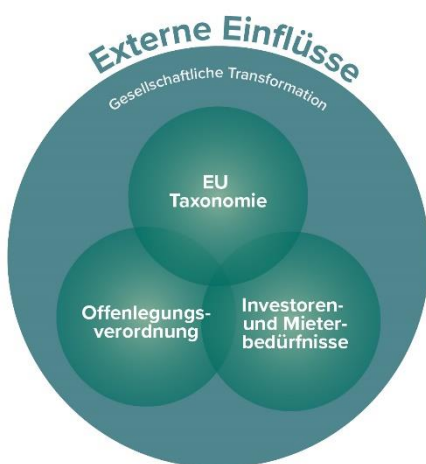 Externe Einflüsse
Gesellschaftliche Transformation
EU
Taxonomie
Offenlegungs-
verordnung
Investoren-
und Mieter-
bedürfnisse